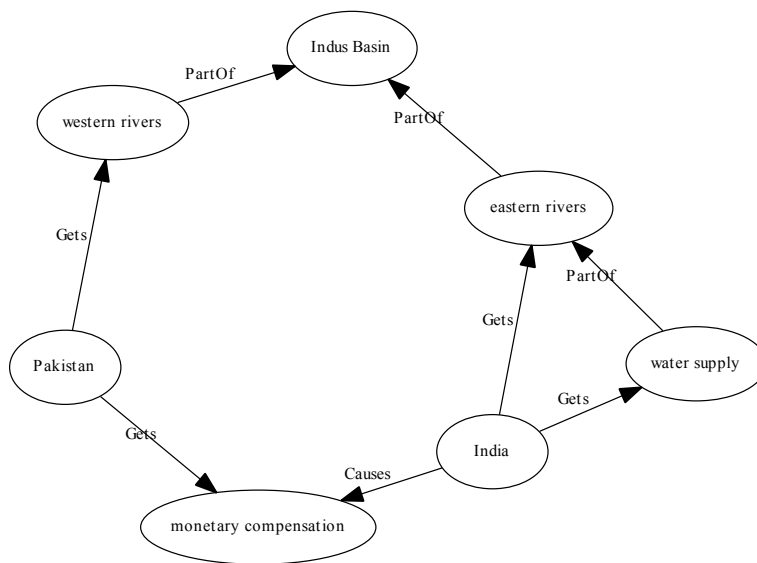 Indus Basin
PartOf
western rivers
PartOf
eastern rivers
Gets
PartOf
Gets
Pakistan
water supply
Gets
Gets
India
Causes
monetary compensation